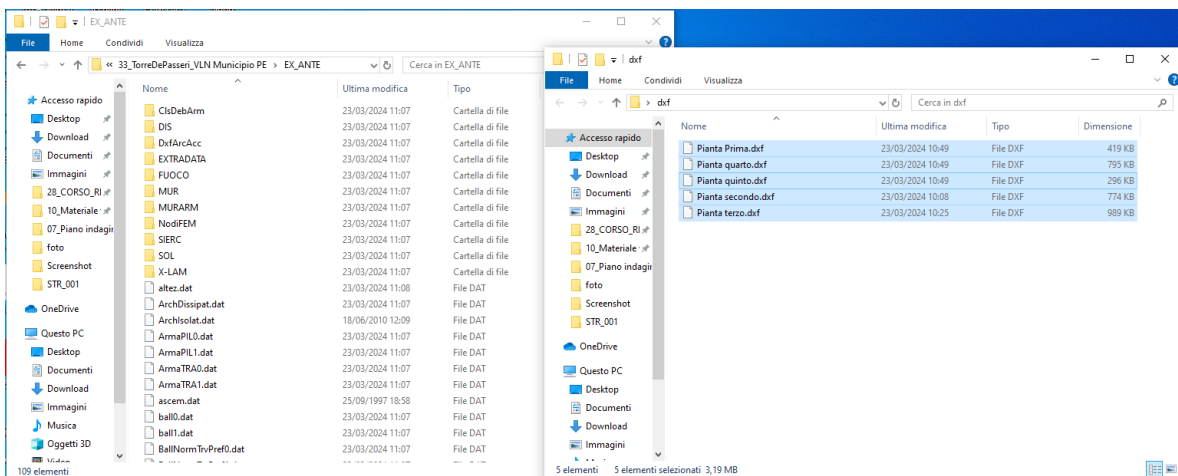 EX_ANTE
File Home Condividi Visualizza
« 33_TorreDePasseri_VLN Municipio PE > EX_ANTE
Cerca in EX_ANTE
Nome Ultima modifica Tipo
Accesso rapido
Desktop
Download
Documenti
Immagini
28_CORSO_RI
10_Materiale
07_Piano indagir
foto
Screenshot
STR_001
OneDrive
Questo PC
Desktop
Documenti
Download
Immagini
Musica
Oggetti 3D
Video
ClsDebArm 23/03/2024 11:07 Cartella di file
DIS 23/03/2024 11:07 Cartella di file
DxfArcAcc 23/03/2024 11:07 Cartella di file
EXTRADATA 23/03/2024 11:07 Cartella di file
FUOCO 23/03/2024 11:07 Cartella di file
MUR 23/03/2024 11:07 Cartella di file
MURARM 23/03/2024 11:07 Cartella di file
NodiFEM 23/03/2024 11:07 Cartella di file
SIERC 23/03/2024 11:07 Cartella di file
SOL 23/03/2024 11:07 Cartella di file
X-LAM 23/03/2024 11:07 Cartella di file
altez.dat 23/03/2024 11:08 File DAT
ArchDissipat.dat 23/03/2024 11:07 File DAT
ArchIsolat.dat 18/06/2010 12:09 File DAT
ArmaPIL0.dat 23/03/2024 11:07 File DAT
ArmaPIL1.dat 23/03/2024 11:07 File DAT
ArmaTRA0.dat 23/03/2024 11:07 File DAT
ArmaTRA1.dat 23/03/2024 11:07 File DAT
ascem.dat 25/09/1997 18:58 File DAT
ball0.dat 23/03/2024 11:07 File DAT
ball1.dat 23/03/2024 11:07 File DAT
BallNormTrvPref0.dat 23/03/2024 11:07 File DAT
109 elementi
dxf
File Home Condividi Visualizza
> dxf
Cerca in dxf
Nome Ultima modifica Tipo Dimensione
Accesso rapido
Desktop
Download
Documenti
Immagini
28_CORSO_RI
10_Materiale
07_Piano indagir
foto
Screenshot
STR_001
OneDrive
Questo PC
Desktop
Documenti
Download
Immagini
Pianta Prima.dxf 23/03/2024 10:49 File DXF 419 KB
Pianta quarto.dxf 23/03/2024 10:49 File DXF 795 KB
Pianta quinto.dxf 23/03/2024 10:49 File DXF 296 KB
Pianta secondo.dxf 23/03/2024 10:08 File DXF 774 KB
Pianta terzo.dxf 23/03/2024 10:25 File DXF 989 KB
5 elementi 5 elementi selezionati 3,19 MB